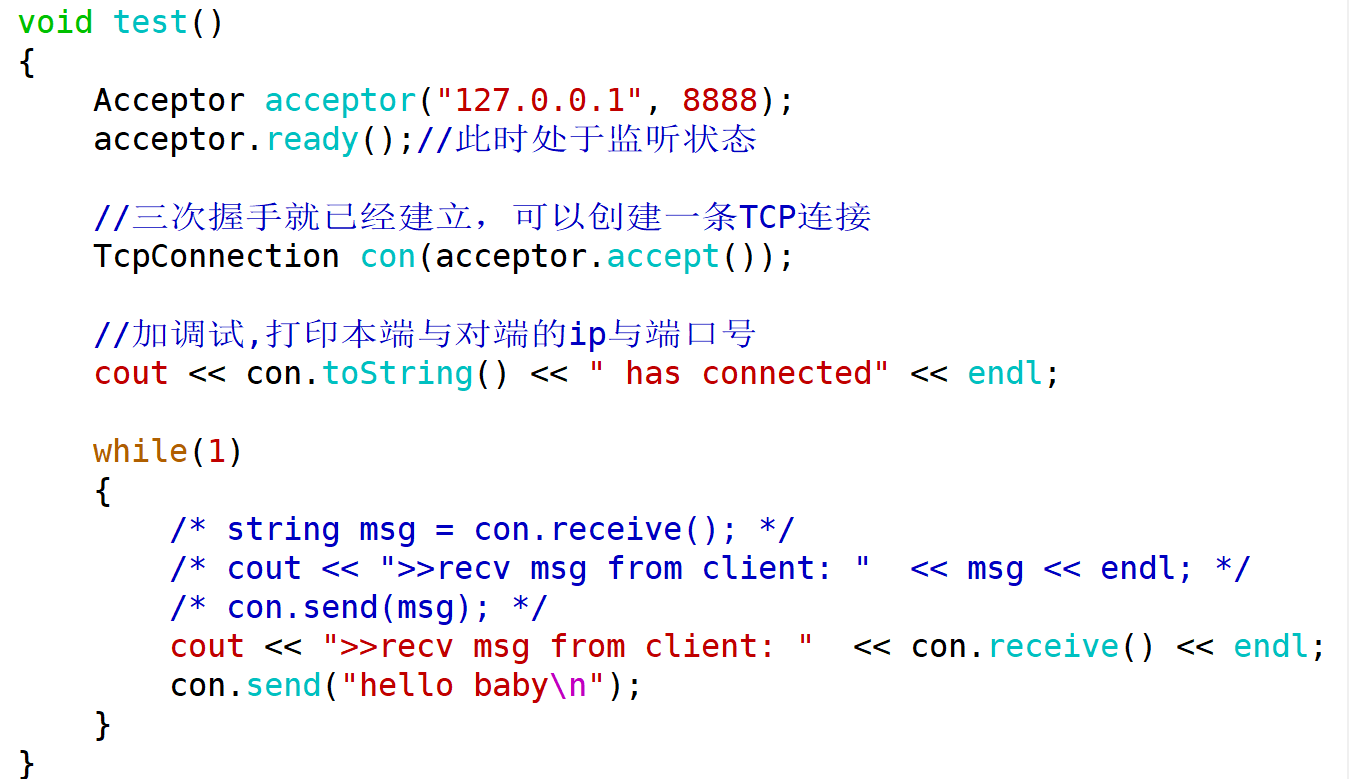 void test()
{
    Acceptor acceptor("127.0.0.1", 8888);
    acceptor.ready();//此时处于监听状态
    //三次握手就已经建立，可以创建一条TCP连接
    TcpConnection con(acceptor.accept());
    //加调试,打印本端与对端的ip与端口号
    cout << con.toString() << " has connected" << endl;
    while(1)
    {
        /* string msg = con.receive(); */
        /* cout << ">>recv msg from client: "  << msg << endl; */
        /* con.send(msg); */
        cout << ">>recv msg from client: "  << con.receive() << endl;
        con.send("hello baby\n");
    }
}